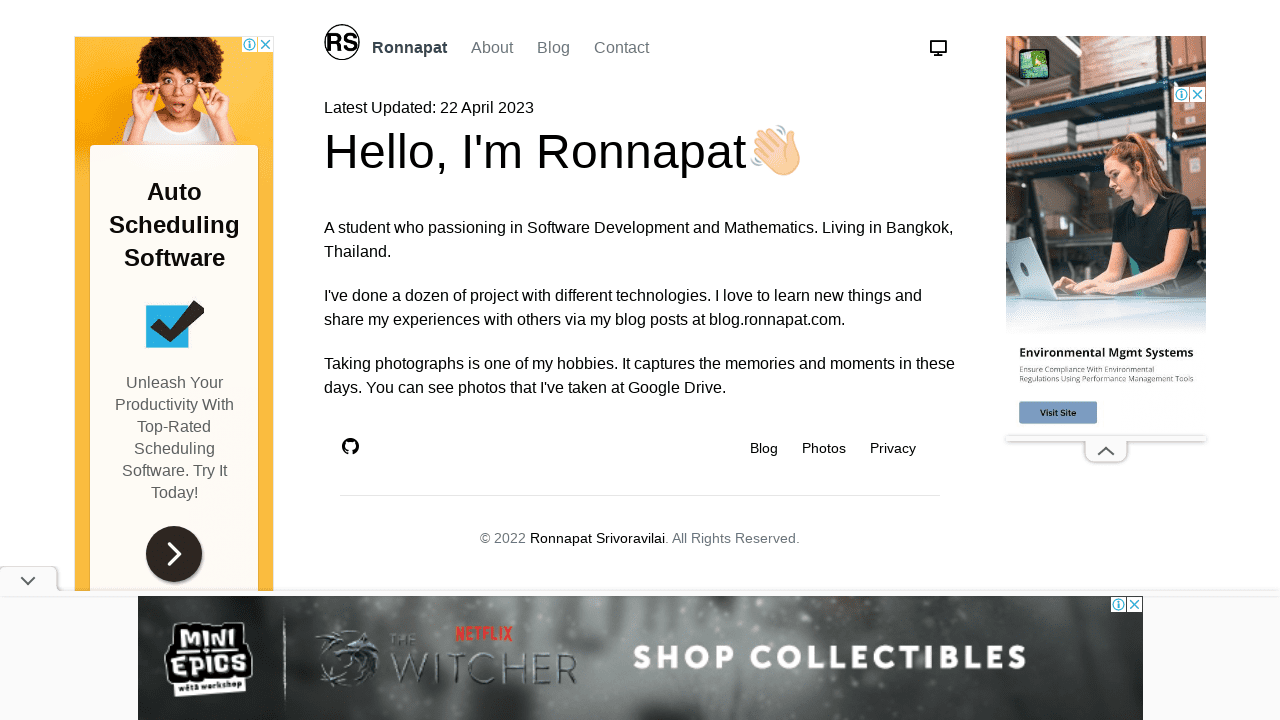 RS
Ronnapat About Blog Contact
Latest Updated: 22 April 2023
Hello, I'm Ronnapat
A student who passioning in Software Development and Mathematics. Living in Bangkok,
Thailand.
I've done a dozen of project with different technologies. I love to learn new things and
share my experiences with others via my blog posts at blog.ronnapat.com.
Taking photographs is one of my hobbies. It captures the memories and moments in these
days. You can see photos that I've taken at Google Drive.
Blog Photos Privacy
© 2022 Ronnapat Srivoravilai. All Rights Reserved.
Auto
Scheduling
Software
Unleash Your
Productivity With
Top-Rated
Scheduling
Software. Try It
Today!
Environmental Mgmt Systems
Ensure Compliance With Environmental
Regulations Using Performance Management Tools
Visit Site
MINI
EPICS
wētā workshop
NETFLIX
THE
WITCHER
SHOP COLLECTIBLES